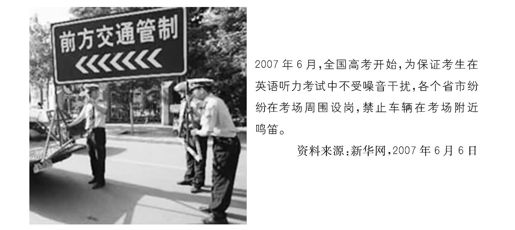 前方交通管制
<<<<<<<
2007年6月,全国高考开始,为保证考生在
英语听力考试中不受噪音干扰,各个省市纷
纷在考场周围设岗,禁止车辆在考场附近
鸣笛。
资料来源:新华网,2007年6月6日